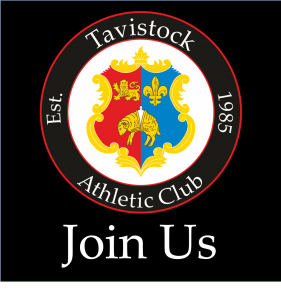 Tavistock
Est.
1985
Athletic Club
Join Us